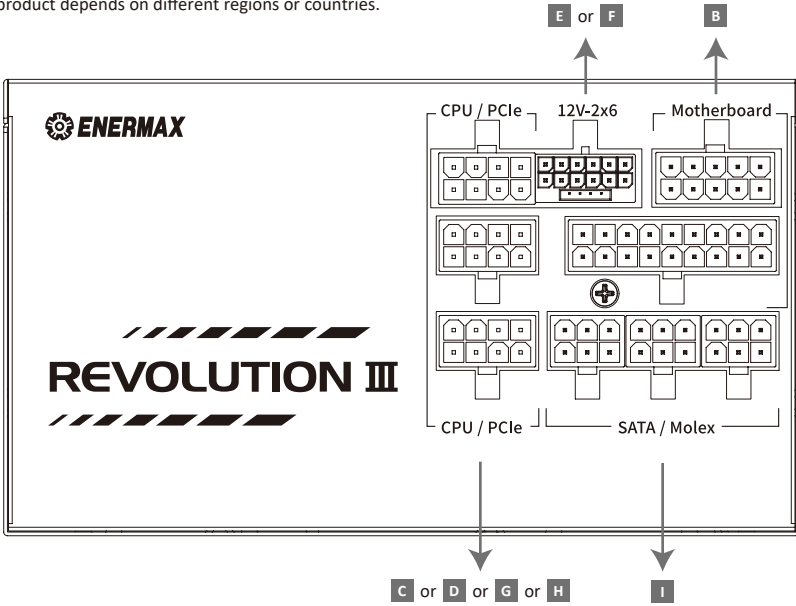 product depends on different regions or countries.
E or F
B
ENERMAX
CPU / PCIe
12V-2x6
Motherboard
REVOLUTION III
CPU / PCIe
SATA / Molex
C or D or G or H
I